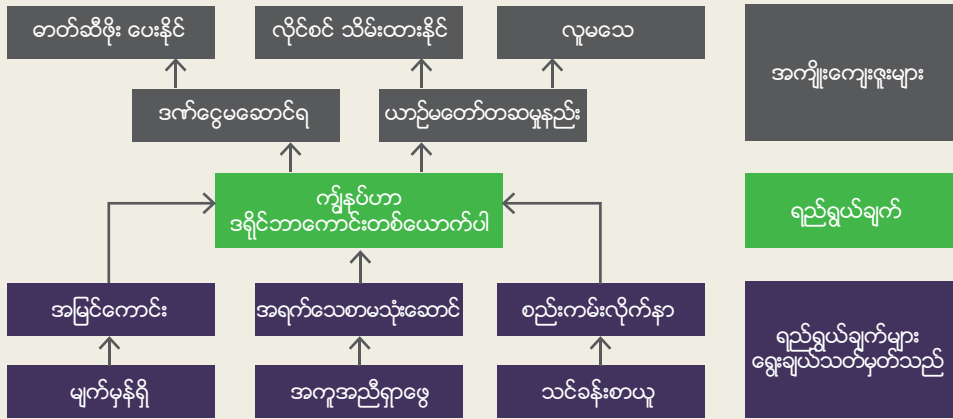 ဓာတ်ဆီဖိုး ပေးနိုင်
လိုင်စင် သိမ်းထားနိုင်
လူမသေ
အကျိုးကျေးဇူးများ
ဒဏ်ငွေမဆောင်ရ
ယာဉ်မတော်တဆမှုနည်း
ကျွန်ုပ်ဟာ
ဒရိုင်ဘာကောင်းတစ်ယောက်ပါ
ရည်ရွယ်ချက်
အမြင်ကောင်း
အရက်သေစာမသုံးဆောင်
စည်းကမ်းလိုက်နာ
ရည်ရွယ်ချက်များ
ရွေးချယ်သတ်မှတ်သည်
မျက်မှန်ရှိ
အကူအညီရှာဖွေ
သင်ခန်းစာယူ